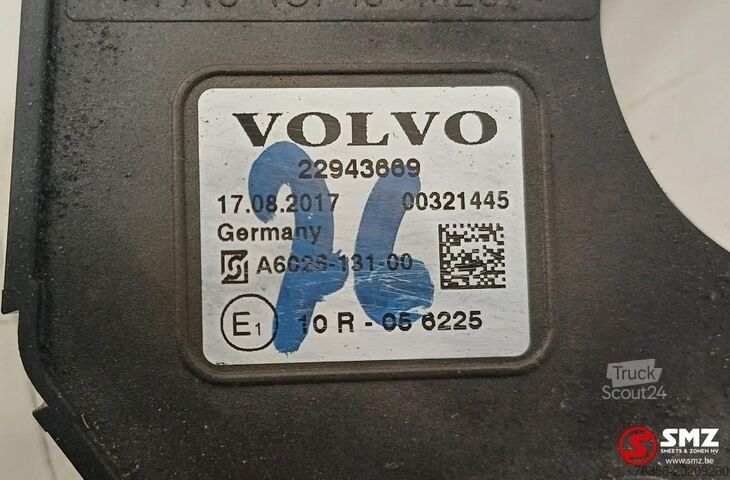 VOLVO
22943669
17.08.2017 00321445
Germany
A6026-131-00
E1 10 R - 05 6225
76
Truck
Scout24
SMZ
SHEETS & ZONEN NV
www.smz.be